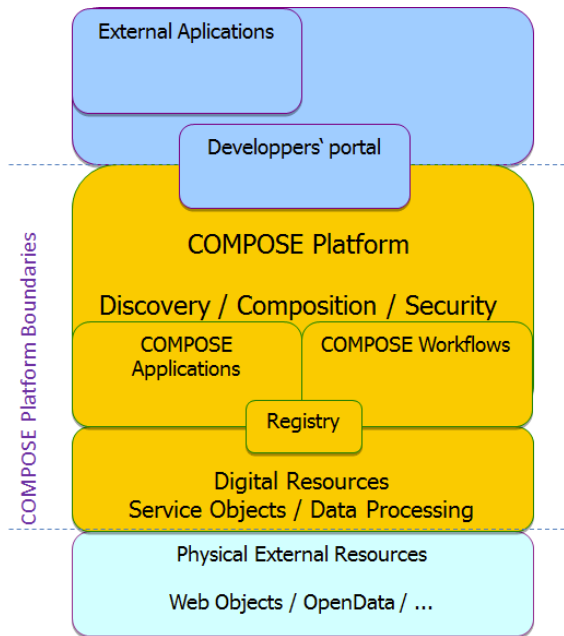 External Aplications
Developpers' portal
COMPOSE Platform
Discovery / Composition / Security
COMPOSE
Applications
COMPOSE Workflows
Registry
Digital Resources
Service Objects / Data Processing
Physical External Resources
Web Objects / OpenData / ...
COMPOSE Platform Boundaries